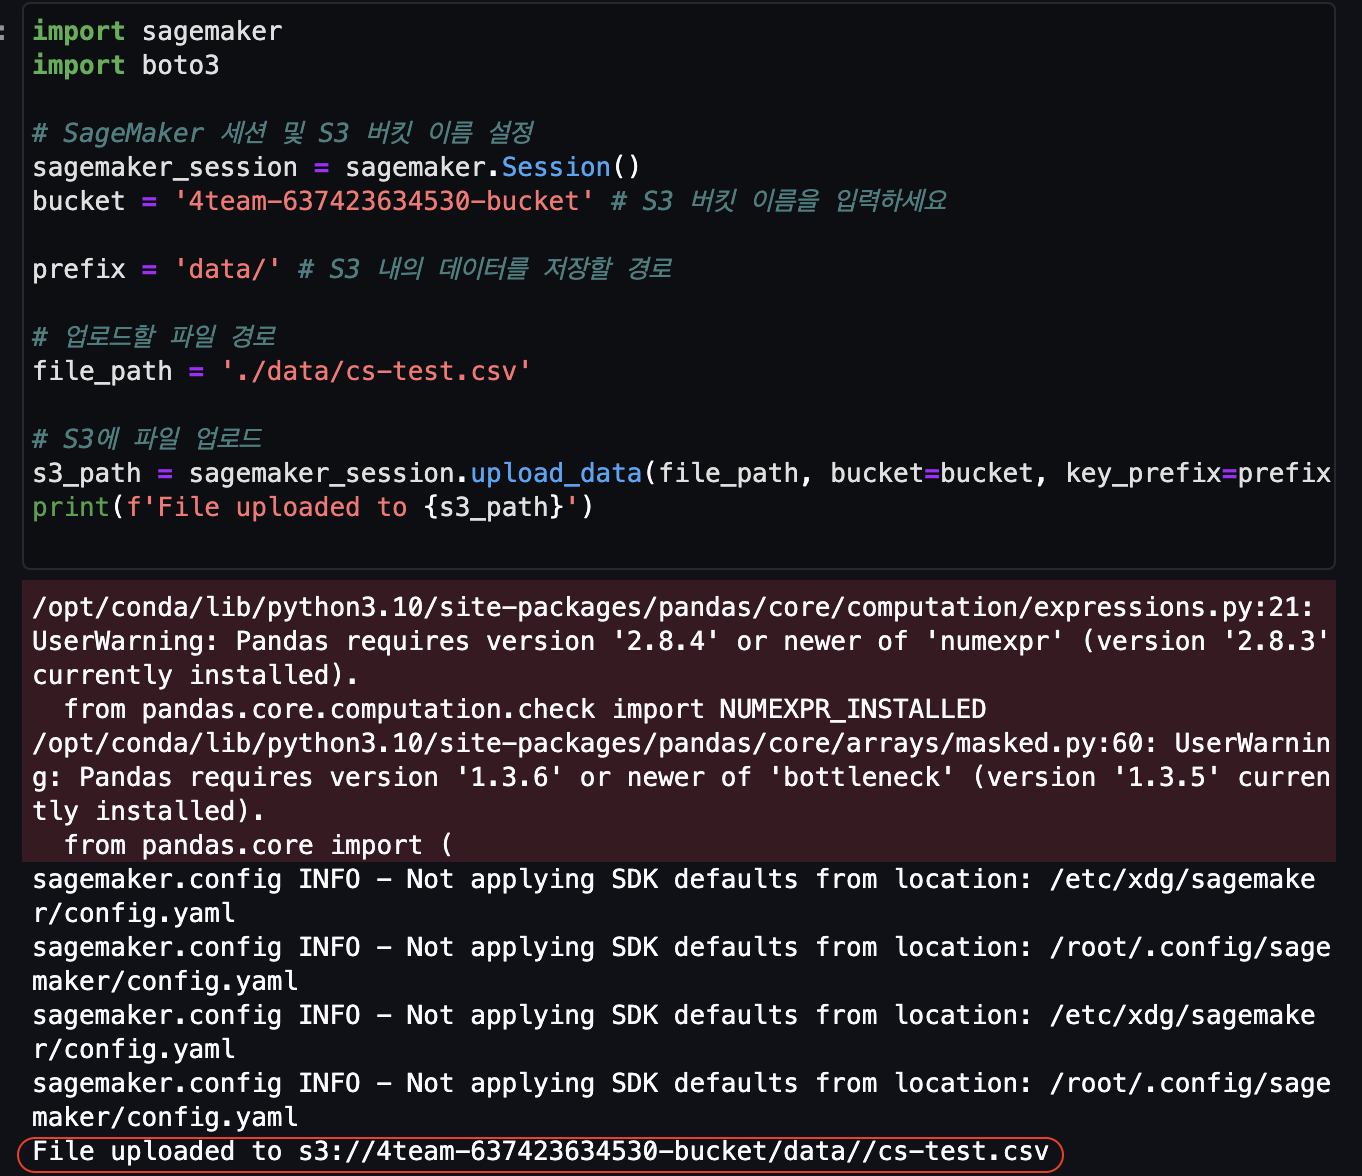 import sagemaker
import boto3
# SageMaker 세션 및 S3 버킷 이름 설정
sagemaker_session = sagemaker.Session()
bucket = '4team-637423634530-bucket' # S3 버킷 이름을 입력하세요
prefix = 'data/' # S3 내의 데이터를 저장할 경로
# 업로드할 파일 경로
file_path = './data/cs-test.csv'
# S3에 파일 업로드
s3_path = sagemaker_session.upload_data(file_path, bucket=bucket, key_prefix=prefix
print(f'File uploaded to {s3_path}')
/opt/conda/lib/python3.10/site-packages/pandas/core/computation/expressions.py:21:
UserWarning: Pandas requires version '2.8.4' or newer of 'numexpr' (version '2.8.3'
currently installed).
  from pandas.core.computation.check import NUMEXPR_INSTALLED
/opt/conda/lib/python3.10/site-packages/pandas/core/arrays/masked.py:60: UserWarnin
g: Pandas requires version '1.3.6' or newer of 'bottleneck' (version '1.3.5' curren
tly installed).
  from pandas.core import (
sagemaker.config INFO - Not applying SDK defaults from location: /etc/xdg/sagemake
r/config.yaml
sagemaker.config INFO - Not applying SDK defaults from location: /root/.config/sage
maker/config.yaml
sagemaker.config INFO - Not applying SDK defaults from location: /etc/xdg/sagemake
r/config.yaml
sagemaker.config INFO - Not applying SDK defaults from location: /root/.config/sage
maker/config.yaml
File uploaded to s3://4team-637423634530-bucket/data//cs-test.csv